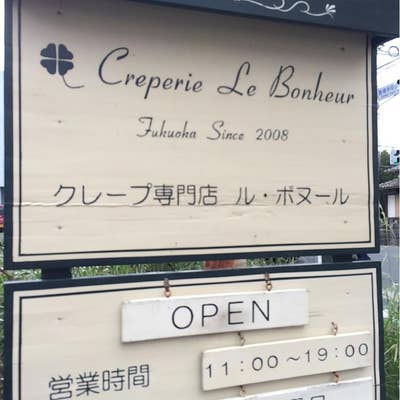 Creperie Le Bonheur
Fukuoka Since 2008
クレープ専門店 ル・ボヌール
OPEN
営業時間
11:00～19:00